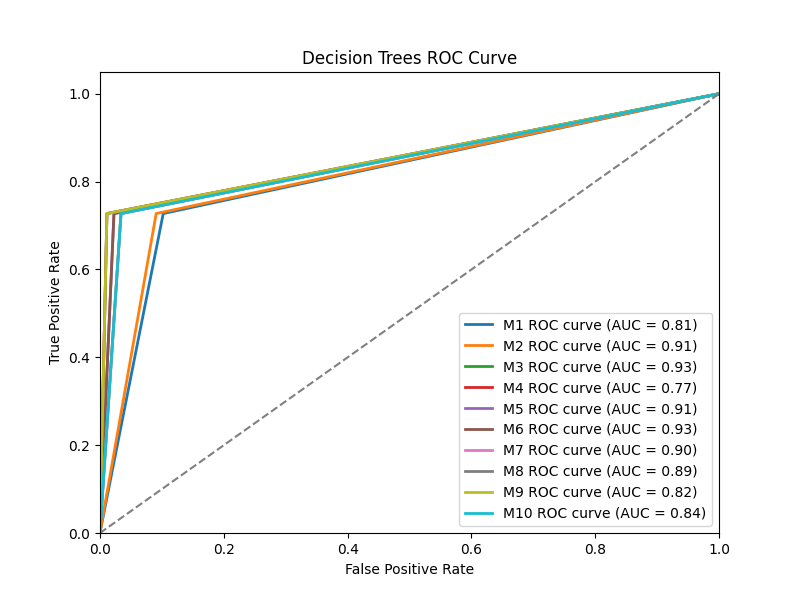 Decision Trees ROC Curve
1.0
0.8
0.6
0.4
0.2
0.0
True Positive Rate
M1 ROC curve (AUC = 0.81)
M2 ROC curve (AUC = 0.91)
M3 ROC curve (AUC = 0.93)
M4 ROC curve (AUC = 0.77)
M5 ROC curve (AUC = 0.91)
M6 ROC curve (AUC = 0.93)
M7 ROC curve (AUC = 0.90)
M8 ROC curve (AUC = 0.89)
M9 ROC curve (AUC = 0.82)
M10 ROC curve (AUC = 0.84)
0.0 0.2 0.4 0.6 0.8 1.0
False Positive Rate